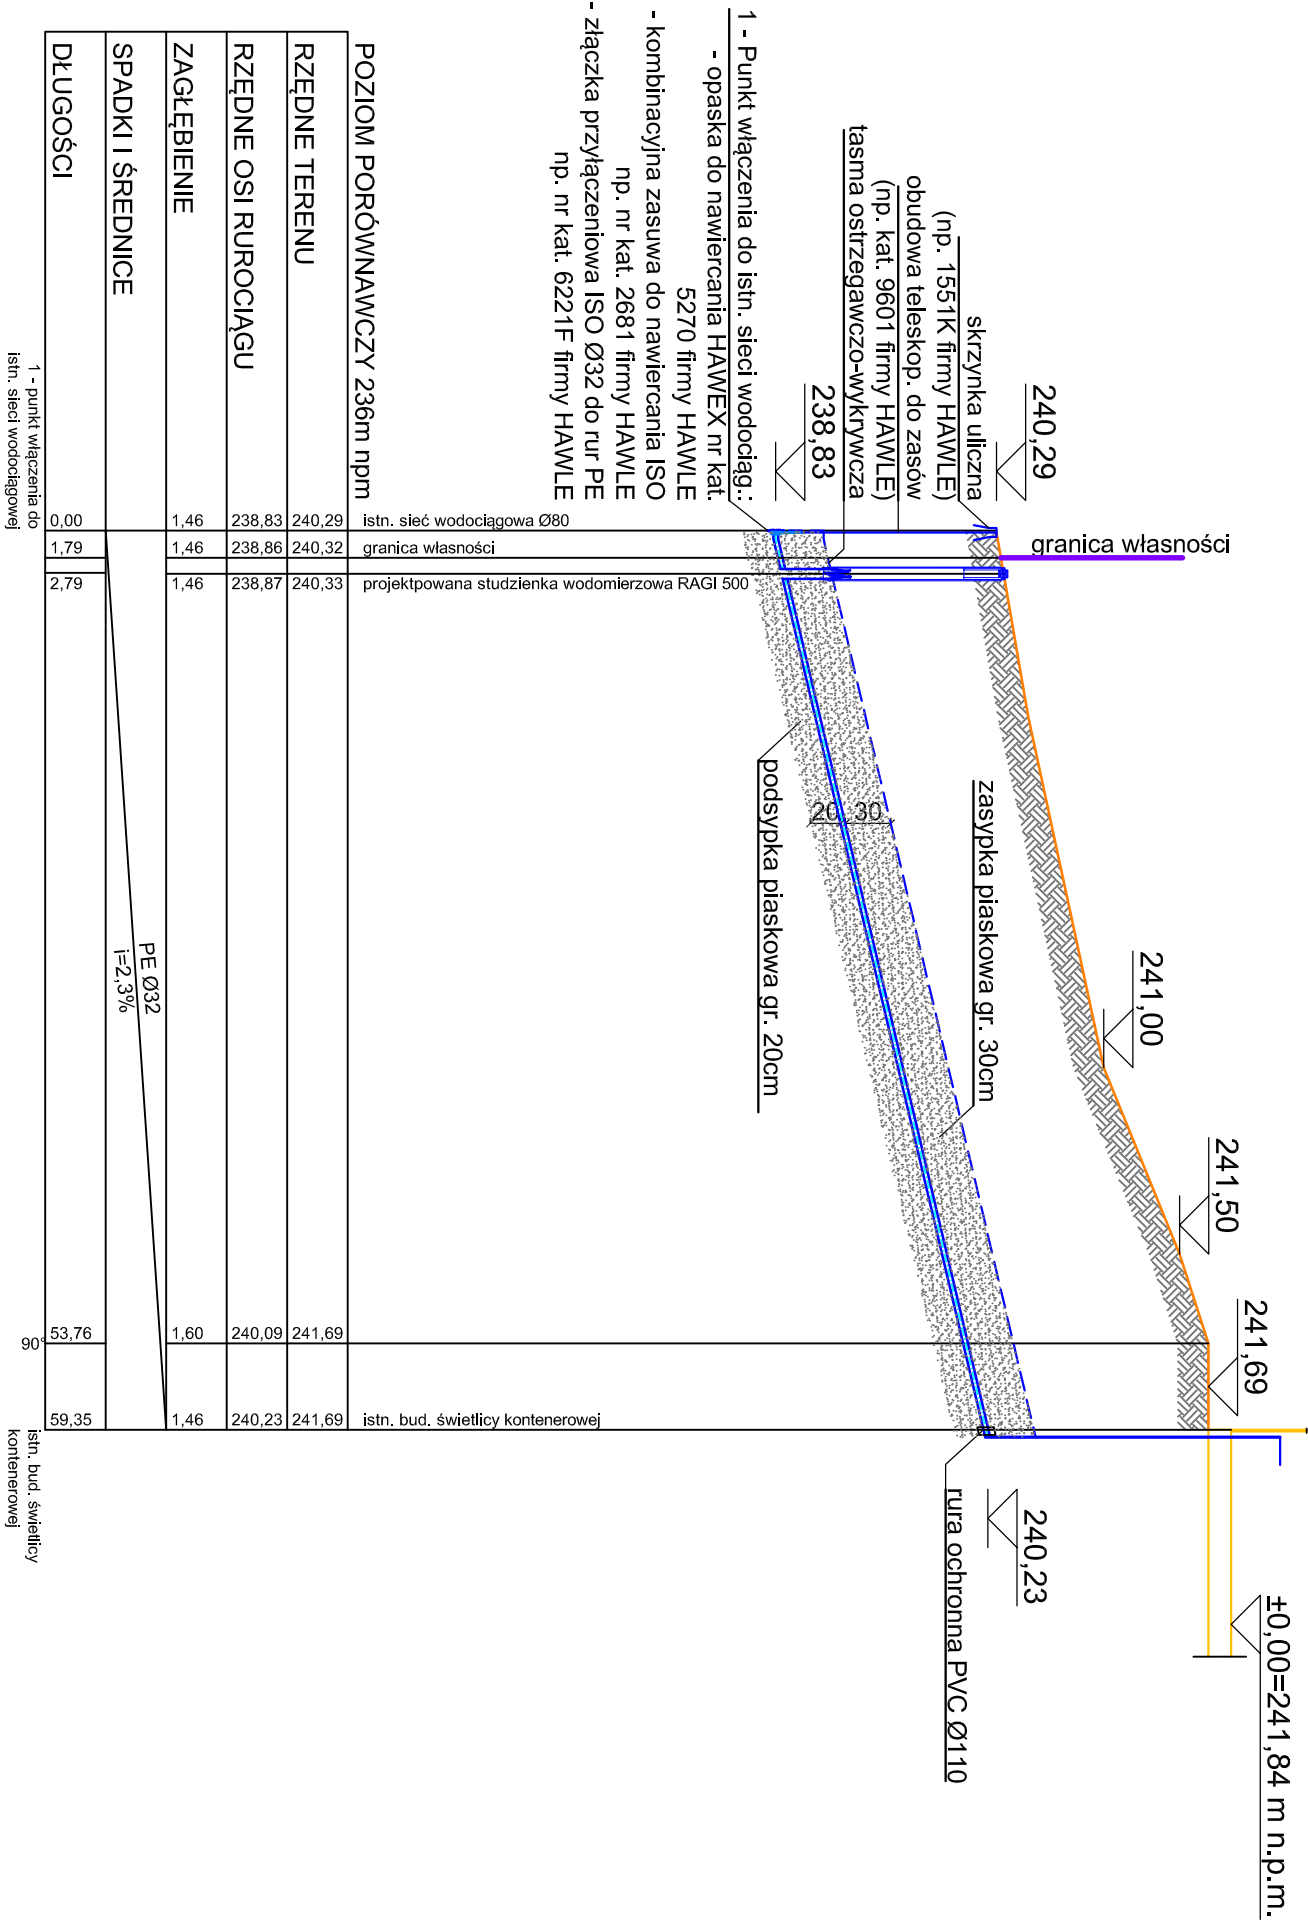 ±0,00=241,84 m n.p.m.
241,69
241,50
241,00
240,29
240,23
238,83
granica własności
skrzynka uliczna
(np. 1551K firmy HAWLE)
obudowa teleskop. do zasów
(np. kat. 9601 firmy HAWLE)
tasma ostrzegawczo-wykrywcza
zasypka piaskowa gr. 30cm
rura ochronna PVC Ø110
20
30
podsypka piaskowa gr. 20cm
1 - Punkt włączenia do istn. sieci wodociąg.:
- opaska do nawiercania HAWEX nr kat.
5270 firmy HAWLE
- kombinacyjna zasuwa do nawiercania ISO
np. nr kat. 2681 firmy HAWLE
- złączka przyłączeniowa ISO Ø32 do rur PE
np. nr kat. 6221F firmy HAWLE
istn. sieć wodociągowa Ø80
granica własności
projektpowana studzienka wodomierzowa RAGI 500
istn. bud. świetlicy kontenerowej
POZIOM PORÓWNAWCZY 236m npm
RZĘDNE TERENU
240,29
240,32
240,33
241,69
241,69
RZĘDNE OSI RUROCIĄGU
238,83
238,86
238,87
240,09
240,23
ZAGŁĘBIENIE
1,46
1,46
1,46
1,60
1,46
SPADKI I ŚREDNICE
PE Ø32
i=2,3%
DŁUGOŚCI
0,00
1,79
2,79
53,76
59,35
1 - punkt włączenia do
istn. sieci wodociągowej
90°
istn. bud. świetlicy
kontenerowej